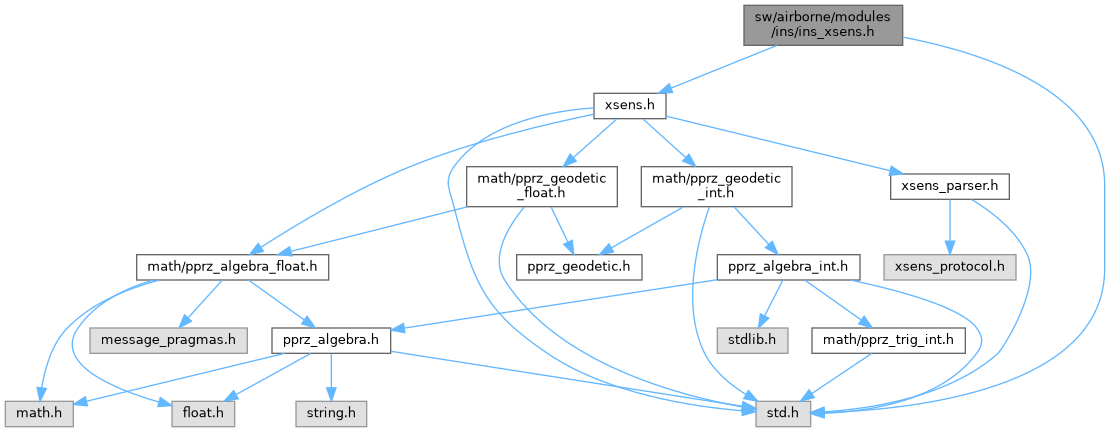 sw/airborne/modules
/ins/ins_xsens.h
xsens.h
math/pprz_geodetic
_float.h
math/pprz_geodetic
_int.h
xsens_parser.h
math/pprz_algebra_float.h
pprz_geodetic.h
pprz_algebra_int.h
xsens_protocol.h
message_pragmas.h
pprz_algebra.h
stdlib.h
math/pprz_trig_int.h
math.h
float.h
string.h
std.h